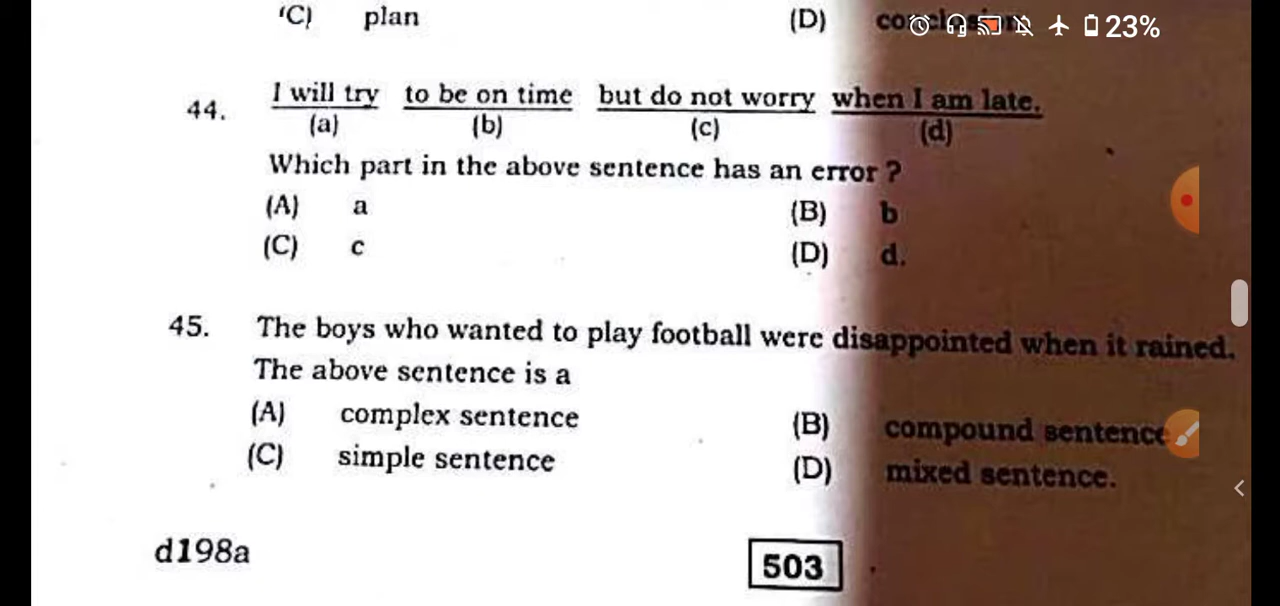 (C) plan (D)
23%
44. I will try to be on time but do not worry when I am late.
(a) (b) (c) (d)
Which part in the above sentence has an error ?
(A) a (B) b
(C) c (D) d.
45. The boys who wanted to play football were disappointed when it rained.
The above sentence is a
(A) complex sentence (B) compound sentence
(C) simple sentence (D) mixed sentence.
d198a 503